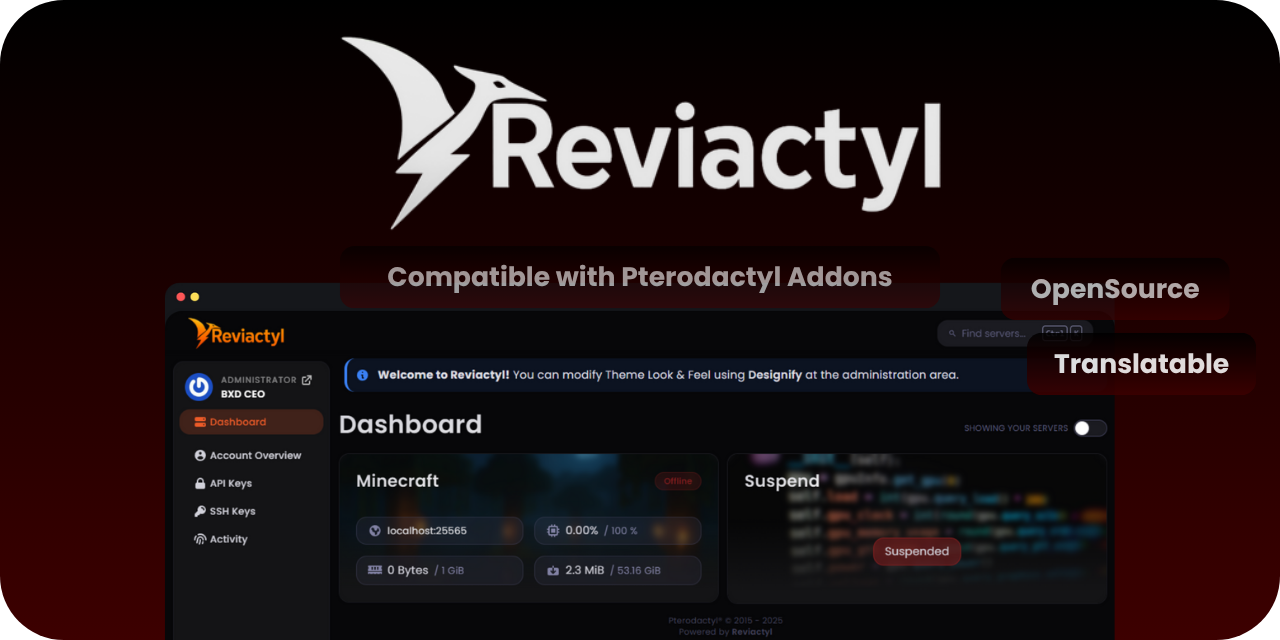 Reviactyl
Compatible with Pterodactyl Addons
OpenSource
Translatable
Reviactyl
Find servers...
ADMINISTRATOR
BXD CEO
Dashboard
Account Overview
API Keys
SSH Keys
Activity
Welcome to Reviactyl! You can modify Theme Look & Feel using Designify at the administration area.
Dashboard
SHOWING YOUR SERVERS
Minecraft
Offline
localhost:25565
0.00% / 100 %
0 Bytes / 1 GiB
2.3 MiB / 53.16 GiB
Suspend
Suspended
Pterodactyl® © 2015 - 2025
Powered by Reviactyl